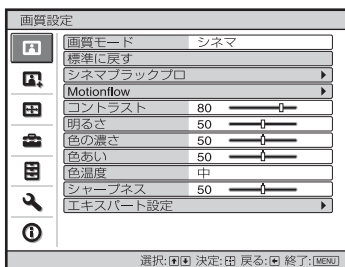 画質設定
画質モード シネマ
標準に戻す
シネマブラックプロ
Motionflow
コントラスト 80
明るさ 50
色の濃さ 50
色あい 50
色温度 中
シャープネス 50
エキスパート設定
選択: 決定: 戻る: 終了:MENU